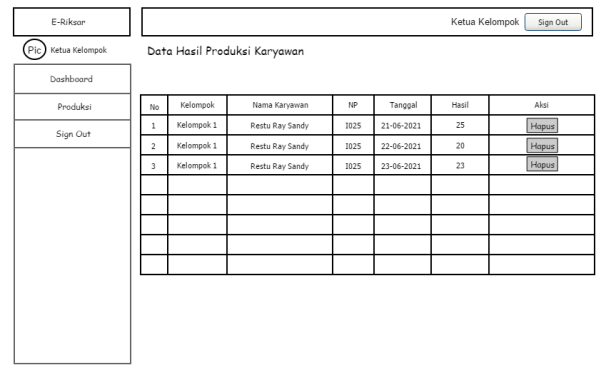 E-Riksar
Ketua Kelompok Sign Out
Pic Ketua Kelompok
Data Hasil Produksi Karyawan
Dashboard
Produksi
Sign Out
No Kelompok Nama Karyawan NP Tanggal Hasil Aksi
1 Kelompok 1 Restu Ray Sandy I025 21-06-2021 25 Hapus
2 Kelompok 1 Restu Ray Sandy I025 22-06-2021 20 Hapus
3 Kelompok 1 Restu Ray Sandy I025 23-06-2021 23 Hapus